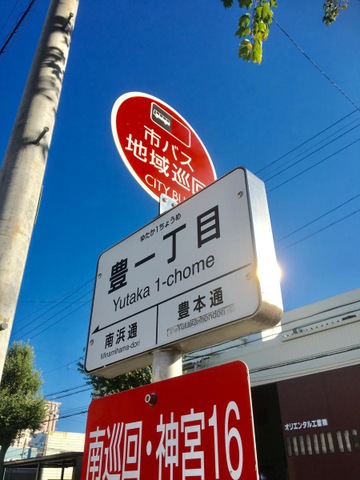 市バス
地域巡回
CITY BU
ゆたか1ちょうめ
豊一丁目
Yutaka 1-chome
南浜通
Minamihama-dori
豊本通
南巡回・神宮16
オリエンタル工業㈱